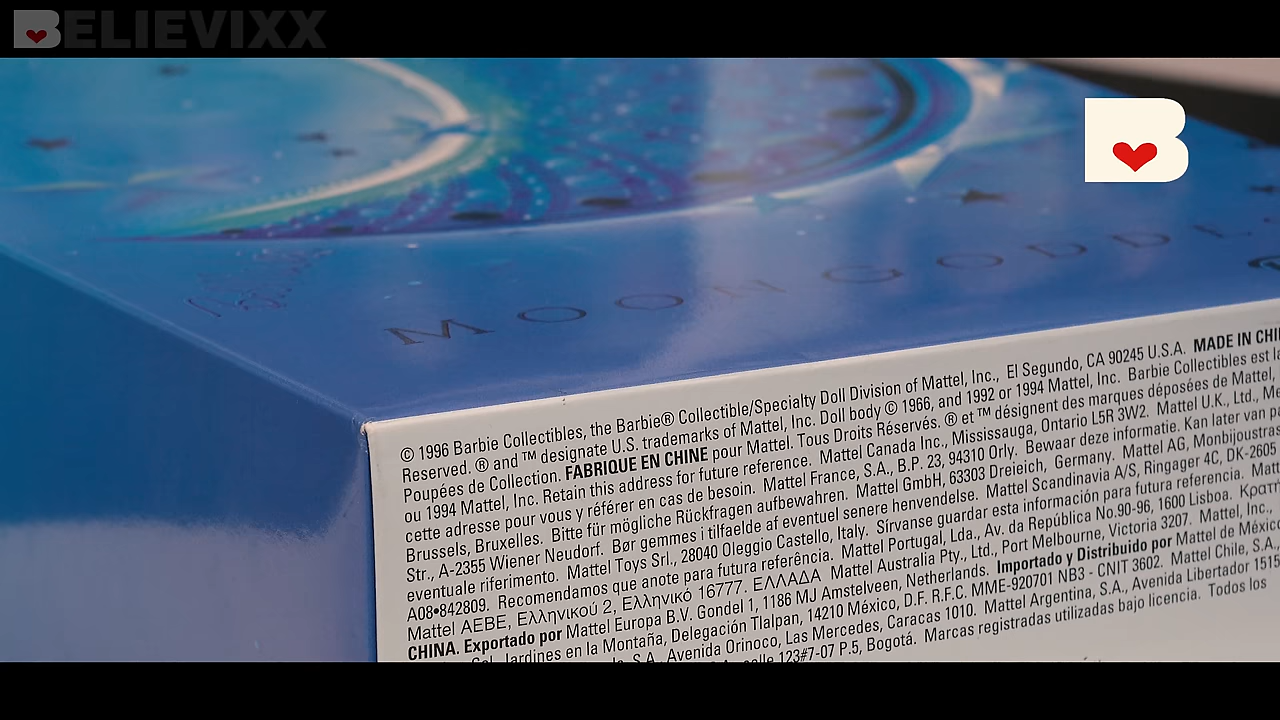 BELIEVIXX
B
MOON GODDE
© 1996 Barbie Collectibles, the Barbie® Collectible/Specialty Doll Division of Mattel, Inc., El Segundo, CA 90245 U.S.A. MADE IN CHI
Reserved. ® and ™ designate U.S. trademarks of Mattel, Inc. Doll body © 1966, and 1992 or 1994 Mattel, Inc. Barbie Collectibles est la
Poupées de Collection. FABRIQUE EN CHINE pour Mattel. Tous Droits Réservés. ® et ™ désignent des marques déposées de Mattel,
ou 1994 Mattel, Inc. Retain this address for future reference. Mattel Canada Inc., Mississauga, Ontario L5R 3W2. Mattel U.K., Ltd., Me
cette adresse pour vous y référer en cas de besoin. Mattel France, S.A., B.P. 23, 94310 Orly. Bewaar deze informatie. Kan later van p
Brussels, Bruxelles. Bitte für mögliche Rückfragen aufbewahren. Mattel GmbH, 63303 Dreieich, Germany. Mattel AG, Monbijoustras
Str., A-2355 Wiener Neudorf. Bør gemmes i tilfaelde af eventuel senere henvendelse. Mattel Scandinavia A/S, Ringager 4C, DK-2605
eventuale riferimento. Mattel Toys Srl., 28040 Oleggio Castello, Italy. Sírvanse guardar esta información para futura referencia. Matt
A08•842809. Recomendamos que anote para futura referência. Mattel Portugal, Lda., Av. da República No.90-96, 1600 Lisboa. Κρατή
Mattel AEBE, Ελληνικού 2, Ελληνικό 16777. ΕΛΛΑΔΑ Mattel Australia Pty., Ltd., Port Melbourne, Victoria 3207. Mattel, Inc.,
CHINA. Exportado por Mattel Europa B.V. Gondel 1, 1186 MJ Amstelveen, Netherlands. Importado y Distribuido por Mattel de México
Col. Jardines en la Montaña, Delegación Tlalpan, 14210 México, D.F. R.F.C. MME-920701 NB3 - CNIT 3602. Mattel Chile, S.A.,
S.A., Avenida Orinoco, Las Mercedes, Caracas 1010. Mattel Argentina, S.A., Avenida Libertador 1515
calle 123#7-07 P.5, Bogotá. Marcas registradas utilizadas bajo licencia. Todos los